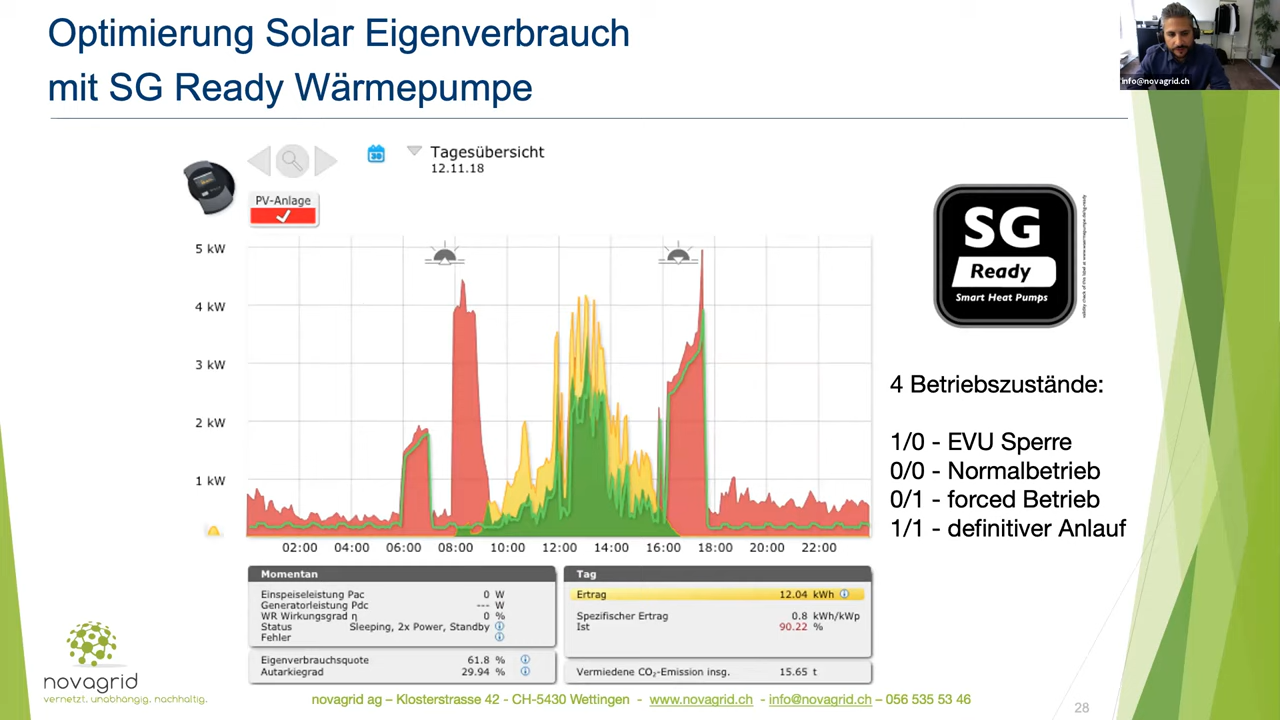 Optimierung Solar Eigenverbrauch
mit SG Ready Wärmepumpe
info@novagrid.ch
30
Tagesübersicht
12.11.18
PV-Anlage
5 kW
4 kW
3 kW
2 kW
1 kW
02:00 04:00 06:00 08:00 10:00 12:00 14:00 16:00 18:00 20:00 22:00
SG
Ready
Smart Heat Pumps
4 Betriebszustände:
1/0 - EVU Sperre
0/0 - Normalbetrieb
0/1 - forced Betrieb
1/1 - definitiver Anlauf
Momentan
Einspeiseleistung Pac 0 W
Generatorleistung Pdc --- W
WR Wirkungsgrad η 0 %
Status Sleeping, 2x Power, Standby
Fehler
Eigenverbrauchsquote 61.8 %
Autarkiegrad 29.94 %
Tag
Ertrag 12.04 kWh
Spezifischer Ertrag 0.8 kWh/kWp
Ist 90.22 %
Vermiedene CO₂-Emission insg. 15.65 t
novagrid
vernetzt. unabhängig. nachhaltig.
novagrid ag – Klosterstrasse 42 - CH-5430 Wettingen - www.novagrid.ch - info@novagrid.ch – 056 535 53 46
28